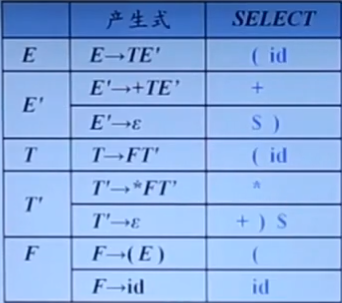 产生式 SELECT
E E→TE' ( id
E' E'→+TE’ +
E'→ε $ )
T T→FT' ( id
T' T'→*FT’ *
T'→ε + ) $
F F→( E ) (
F→id id